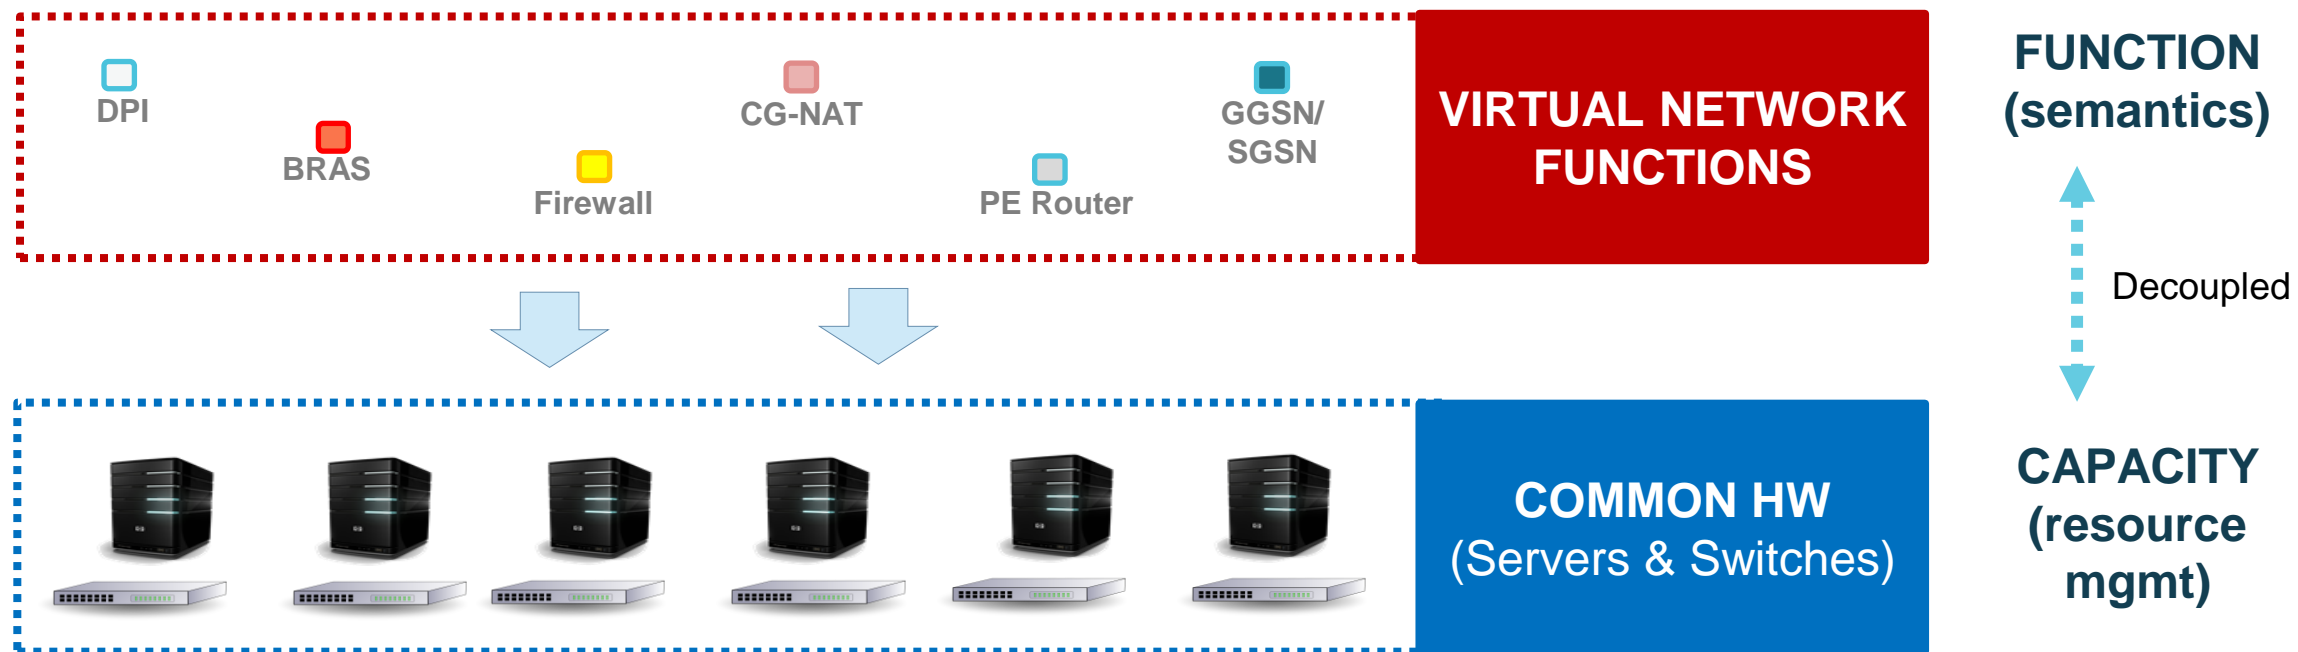 DPI
BRAS
Firewall
CG-NAT
PE Router
GGSN/
SGSN
VIRTUAL NETWORK
FUNCTIONS
FUNCTION
(semantics)
Decoupled
COMMON HW
(Servers & Switches)
CAPACITY
(resource
mgmt)